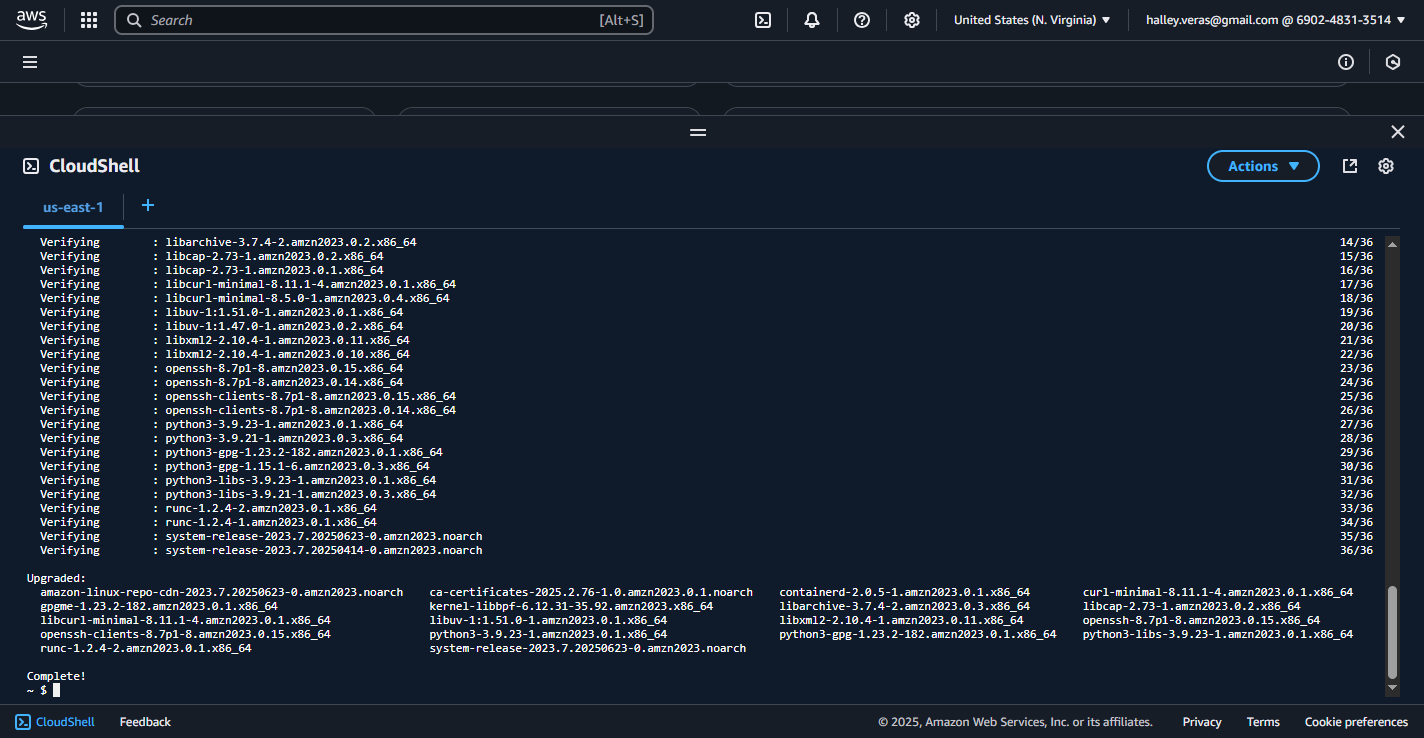 aws
Search [Alt+S]
United States (N. Virginia)
halley.veras@gmail.com @ 6902-4831-3514
CloudShell
Actions
us-east-1
Verifying : libarchive-3.7.4-2.amzn2023.0.2.x86_64 14/36
Verifying : libcap-2.73-1.amzn2023.0.2.x86_64 15/36
Verifying : libcap-2.73-1.amzn2023.0.1.x86_64 16/36
Verifying : libcurl-minimal-8.11.1-4.amzn2023.0.1.x86_64 17/36
Verifying : libcurl-minimal-8.5.0-1.amzn2023.0.4.x86_64 18/36
Verifying : libuv-1:1.51.0-1.amzn2023.0.1.x86_64 19/36
Verifying : libuv-1:1.47.0-1.amzn2023.0.2.x86_64 20/36
Verifying : libxml2-2.10.4-1.amzn2023.0.11.x86_64 21/36
Verifying : libxml2-2.10.4-1.amzn2023.0.10.x86_64 22/36
Verifying : openssh-8.7p1-8.amzn2023.0.15.x86_64 23/36
Verifying : openssh-8.7p1-8.amzn2023.0.14.x86_64 24/36
Verifying : openssh-clients-8.7p1-8.amzn2023.0.15.x86_64 25/36
Verifying : openssh-clients-8.7p1-8.amzn2023.0.14.x86_64 26/36
Verifying : python3-3.9.23-1.amzn2023.0.1.x86_64 27/36
Verifying : python3-3.9.21-1.amzn2023.0.3.x86_64 28/36
Verifying : python3-gpg-1.23.2-182.amzn2023.0.1.x86_64 29/36
Verifying : python3-gpg-1.15.1-6.amzn2023.0.3.x86_64 30/36
Verifying : python3-libs-3.9.23-1.amzn2023.0.1.x86_64 31/36
Verifying : python3-libs-3.9.21-1.amzn2023.0.3.x86_64 32/36
Verifying : runc-1.2.4-2.amzn2023.0.1.x86_64 33/36
Verifying : runc-1.2.4-1.amzn2023.0.1.x86_64 34/36
Verifying : system-release-2023.7.20250623-0.amzn2023.noarch 35/36
Verifying : system-release-2023.7.20250414-0.amzn2023.noarch 36/36
Upgraded:
amazon-linux-repo-cdn-2023.7.20250623-0.amzn2023.noarch ca-certificates-2025.2.76-1.0.amzn2023.0.1.noarch containerd-2.0.5-1.amzn2023.0.1.x86_64 curl-minimal-8.11.1-4.amzn2023.0.1.x86_64
gpgme-1.23.2-182.amzn2023.0.1.x86_64 kernel-libbpf-6.12.31-35.92.amzn2023.x86_64 libarchive-3.7.4-2.amzn2023.0.3.x86_64 libcap-2.73-1.amzn2023.0.2.x86_64
libcurl-minimal-8.11.1-4.amzn2023.0.1.x86_64 libuv-1:1.51.0-1.amzn2023.0.1.x86_64 libxml2-2.10.4-1.amzn2023.0.11.x86_64 openssh-8.7p1-8.amzn2023.0.15.x86_64
openssh-clients-8.7p1-8.amzn2023.0.15.x86_64 python3-3.9.23-1.amzn2023.0.1.x86_64 python3-gpg-1.23.2-182.amzn2023.0.1.x86_64 python3-libs-3.9.23-1.amzn2023.0.1.x86_64
runc-1.2.4-2.amzn2023.0.1.x86_64 system-release-2023.7.20250623-0.amzn2023.noarch
Complete!
~ $
CloudShell Feedback © 2025, Amazon Web Services, Inc. or its affiliates. Privacy Terms Cookie preferences